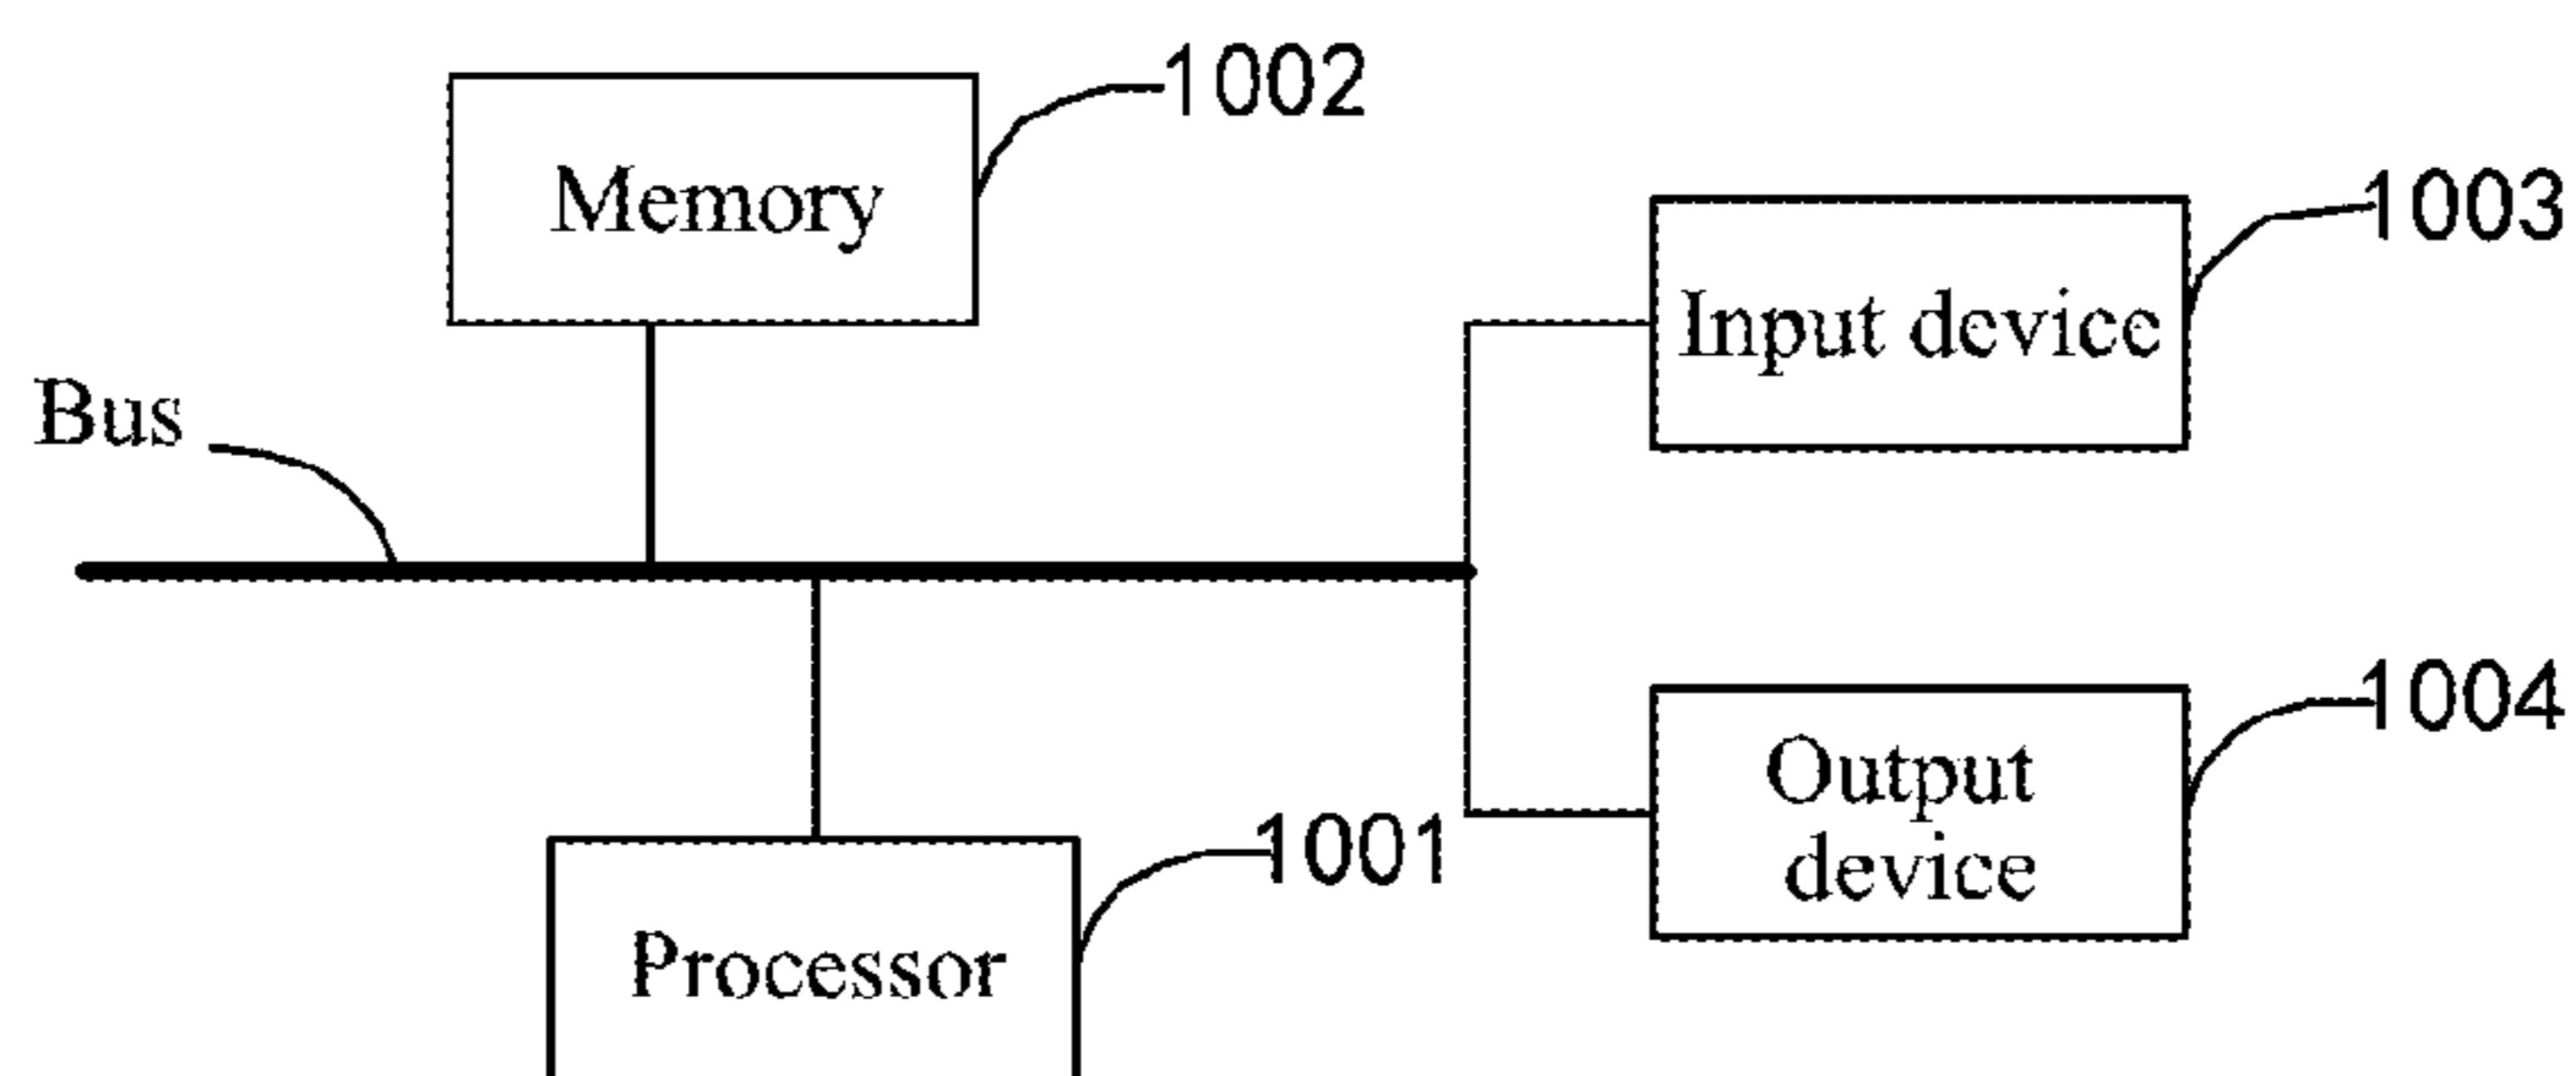 1002
Memory
1003
Input device
Bus
1004
Output
device
1001
Processor